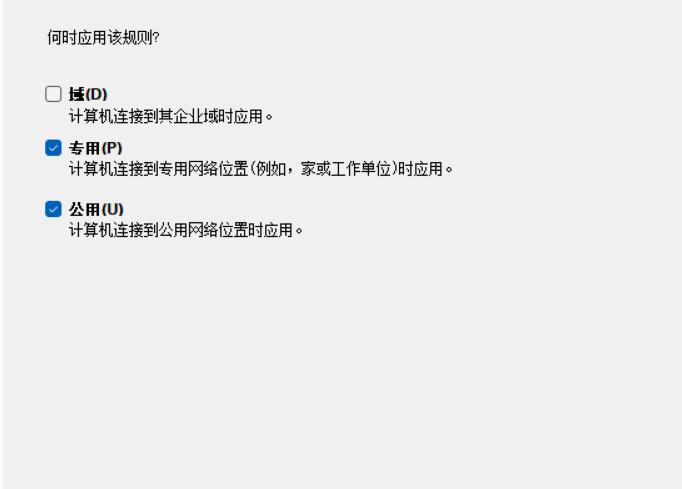 何时应用该规则?
域(D)
计算机连接到其企业域时应用。
专用(P)
计算机连接到专用网络位置(例如，家或工作单位)时应用。
公用(U)
计算机连接到公用网络位置时应用。